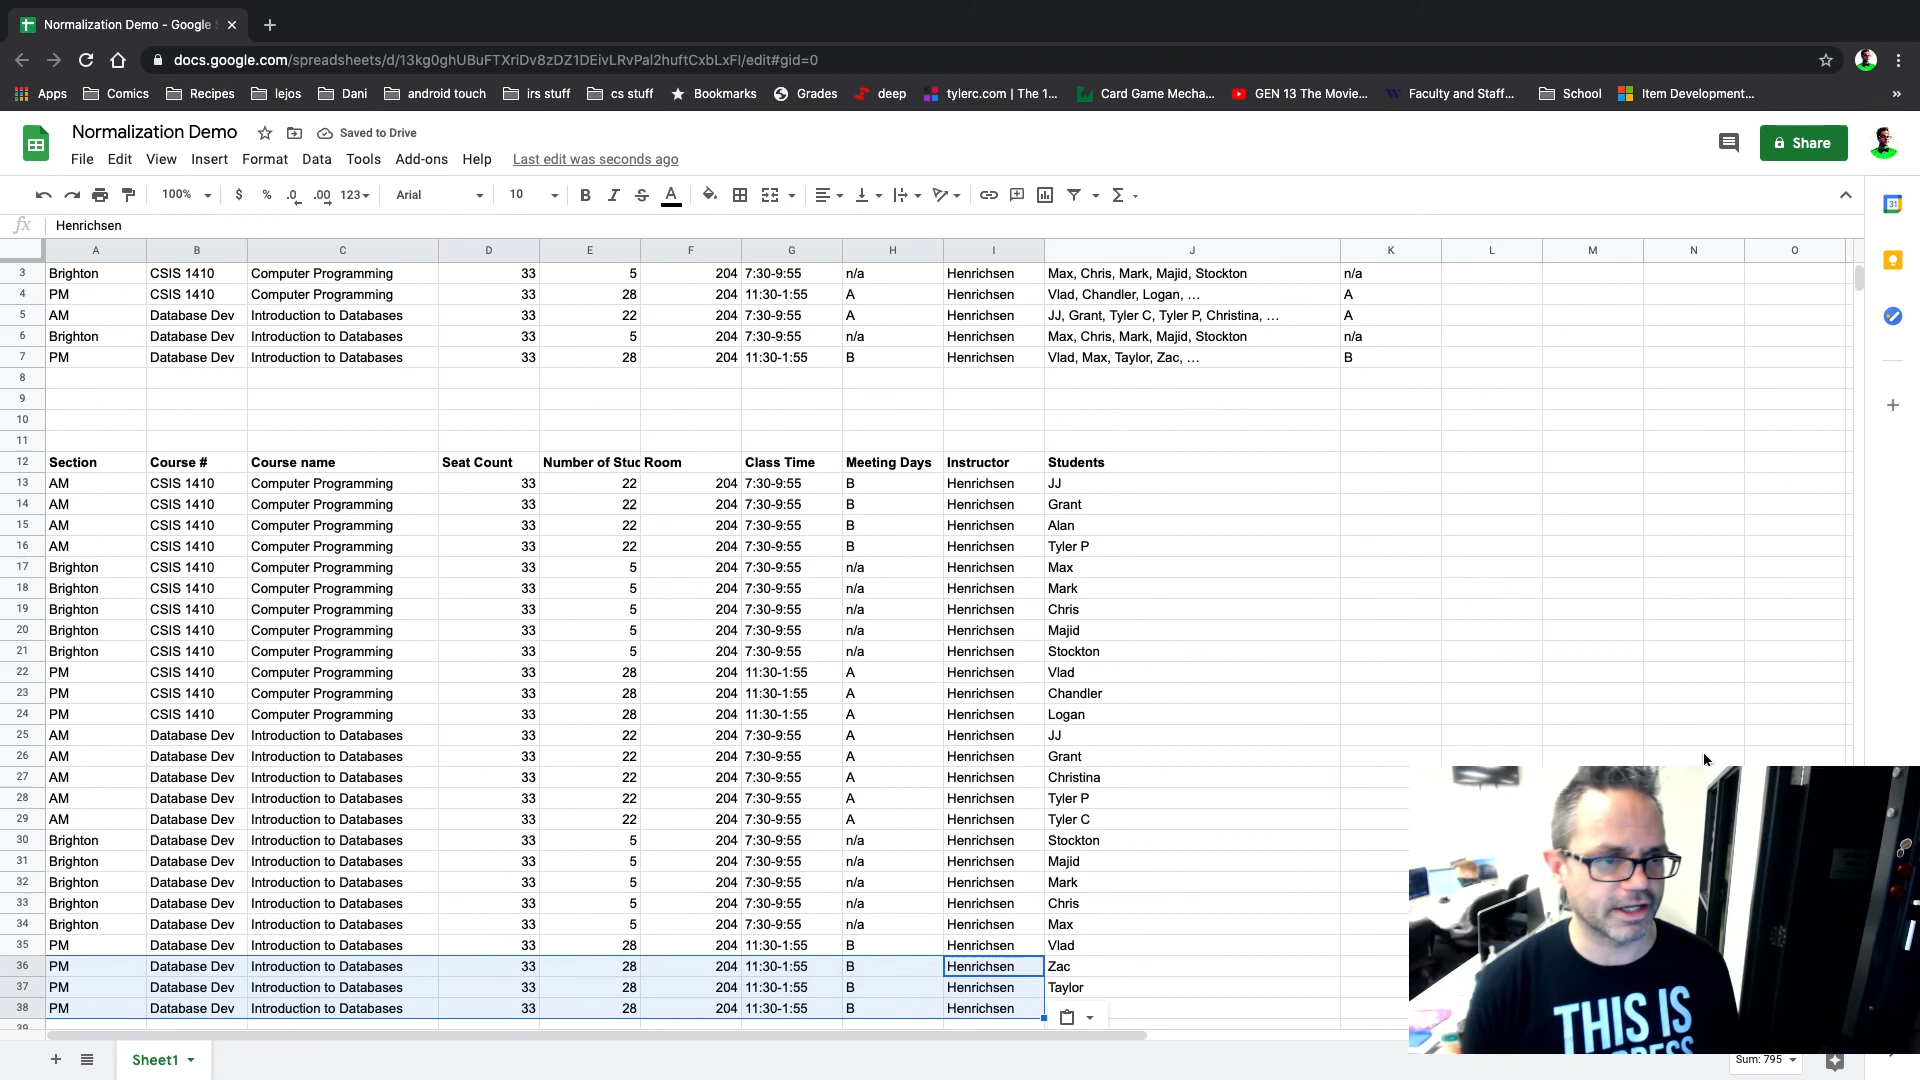 Normalization Demo - Google S
docs.google.com/spreadsheets/d/13kg0ghUBuFTXriDv8zDZ1DEivLRvPal2huftCxbLxFI/edit#gid=0
Apps Comics Recipes lejos Dani android touch irs stuff cs stuff Bookmarks Grades deep tylerc.com | The 1... Card Game Mecha... GEN 13 The Movie... Faculty and Staff... School Item Development... »
Normalization Demo Saved to Drive
File Edit View Insert Format Data Tools Add-ons Help Last edit was seconds ago
Share
100% $ % .0 .00 123 Arial 10 B I S A Σ
31
fx Henrichsen
A B C D E F G H I J K L M N O
3 Brighton CSIS 1410 Computer Programming 33 5 204 7:30-9:55 n/a Henrichsen Max, Chris, Mark, Majid, Stockton n/a
4 PM CSIS 1410 Computer Programming 33 28 204 11:30-1:55 A Henrichsen Vlad, Chandler, Logan, … A
5 AM Database Dev Introduction to Databases 33 22 204 7:30-9:55 A Henrichsen JJ, Grant, Tyler C, Tyler P, Christina, … A
6 Brighton Database Dev Introduction to Databases 33 5 204 7:30-9:55 n/a Henrichsen Max, Chris, Mark, Majid, Stockton n/a
7 PM Database Dev Introduction to Databases 33 28 204 11:30-1:55 B Henrichsen Vlad, Max, Taylor, Zac, … B
8
9
10
11
12 Section Course # Course name Seat Count Number of Stuc Room Class Time Meeting Days Instructor Students
13 AM CSIS 1410 Computer Programming 33 22 204 7:30-9:55 B Henrichsen JJ
14 AM CSIS 1410 Computer Programming 33 22 204 7:30-9:55 B Henrichsen Grant
15 AM CSIS 1410 Computer Programming 33 22 204 7:30-9:55 B Henrichsen Alan
16 AM CSIS 1410 Computer Programming 33 22 204 7:30-9:55 B Henrichsen Tyler P
17 Brighton CSIS 1410 Computer Programming 33 5 204 7:30-9:55 n/a Henrichsen Max
18 Brighton CSIS 1410 Computer Programming 33 5 204 7:30-9:55 n/a Henrichsen Mark
19 Brighton CSIS 1410 Computer Programming 33 5 204 7:30-9:55 n/a Henrichsen Chris
20 Brighton CSIS 1410 Computer Programming 33 5 204 7:30-9:55 n/a Henrichsen Majid
21 Brighton CSIS 1410 Computer Programming 33 5 204 7:30-9:55 n/a Henrichsen Stockton
22 PM CSIS 1410 Computer Programming 33 28 204 11:30-1:55 A Henrichsen Vlad
23 PM CSIS 1410 Computer Programming 33 28 204 11:30-1:55 A Henrichsen Chandler
24 PM CSIS 1410 Computer Programming 33 28 204 11:30-1:55 A Henrichsen Logan
25 AM Database Dev Introduction to Databases 33 22 204 7:30-9:55 A Henrichsen JJ
26 AM Database Dev Introduction to Databases 33 22 204 7:30-9:55 A Henrichsen Grant
27 AM Database Dev Introduction to Databases 33 22 204 7:30-9:55 A Henrichsen Christina
28 AM Database Dev Introduction to Databases 33 22 204 7:30-9:55 A Henrichsen Tyler P
29 AM Database Dev Introduction to Databases 33 22 204 7:30-9:55 A Henrichsen Tyler C
30 Brighton Database Dev Introduction to Databases 33 5 204 7:30-9:55 n/a Henrichsen Stockton
31 Brighton Database Dev Introduction to Databases 33 5 204 7:30-9:55 n/a Henrichsen Majid
32 Brighton Database Dev Introduction to Databases 33 5 204 7:30-9:55 n/a Henrichsen Mark
33 Brighton Database Dev Introduction to Databases 33 5 204 7:30-9:55 n/a Henrichsen Chris
34 Brighton Database Dev Introduction to Databases 33 5 204 7:30-9:55 n/a Henrichsen Max
35 PM Database Dev Introduction to Databases 33 28 204 11:30-1:55 B Henrichsen Vlad
36 PM Database Dev Introduction to Databases 33 28 204 11:30-1:55 B Henrichsen Zac
37 PM Database Dev Introduction to Databases 33 28 204 11:30-1:55 B Henrichsen Taylor
38 PM Database Dev Introduction to Databases 33 28 204 11:30-1:55 B Henrichsen
39
THIS IS
Sheet1
Sum: 795